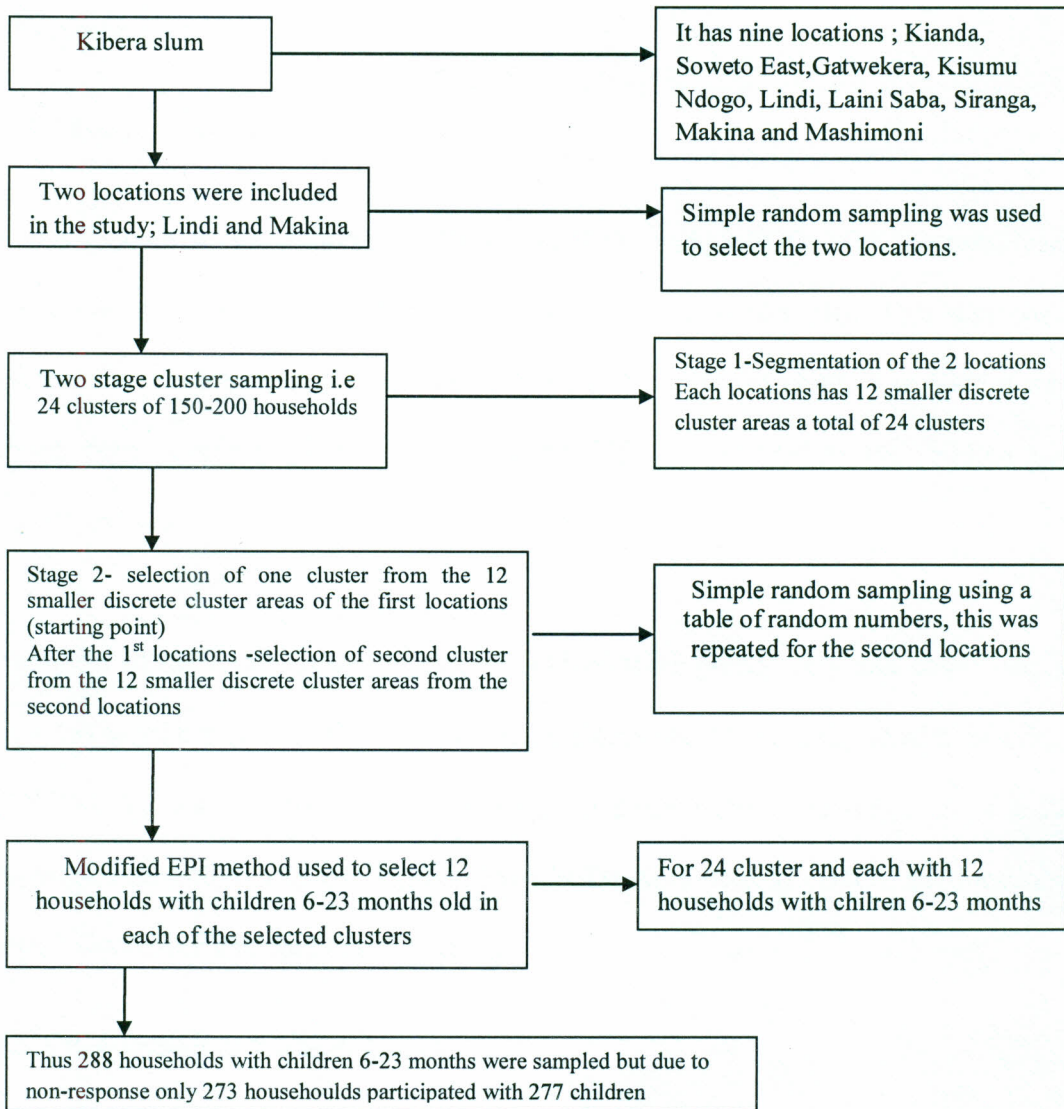 Kibera slum
It has nine locations ; Kianda,
Soweto East,Gatwekera, Kisumu
Ndogo, Lindi, Laini Saba, Siranga,
Makina and Mashimoni
Two locations were included
in the study; Lindi and Makina
Simple random sampling was used
to select the two locations.
Two stage cluster sampling i.e
24 clusters of 150-200 households
Stage 1-Segmentation of the 2 locations
Each locations has 12 smaller discrete
cluster areas a total of 24 clusters
Stage 2- selection of one cluster from the 12
smaller discrete cluster areas of the first locations
(starting point)
After the 1st locations -selection of second cluster
from the 12 smaller discrete cluster areas from the
second locations
Simple random sampling using a
table of random numbers, this was
repeated for the second locations
Modified EPI method used to select 12
households with children 6-23 months old in
each of the selected clusters
For 24 cluster and each with 12
households with chilren 6-23 months
Thus 288 households with children 6-23 months were sampled but due to
non-response only 273 househoulds participated with 277 children